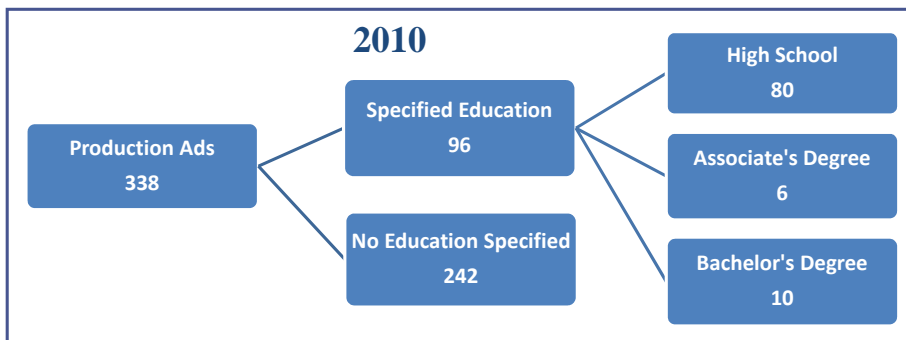 2010
Production Ads
338
Specified Education
96
No Education Specified
242
High School
80
Associate's Degree
6
Bachelor's Degree
10